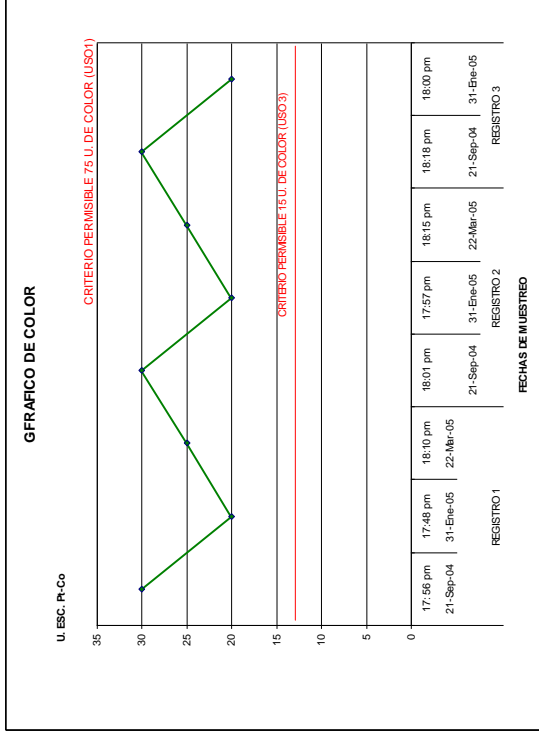 GFRAFICO DE COLOR
U. ESC. Pt-Co
CRITERIO PERMISIBLE 75 U. DE COLOR (USO1)
35
30
25
20
CRITERIO PERMISIBLE 15 U. DE COLOR (USO 3)
15
10
5
0
17:56 pm 17:48 pm 18:10 pm 18:01 pm 17:57 pm 18:15 pm 18:18 pm 18:00 pm
21-Sep-04 31-Ene-05 22-Mar-05 21-Sep-04 31-Ene-05 22-Mar-05 21-Sep-04 31-Ene-05
REGISTRO 1 REGISTRO 2 REGISTRO 3
FECHAS DE MUESTREO